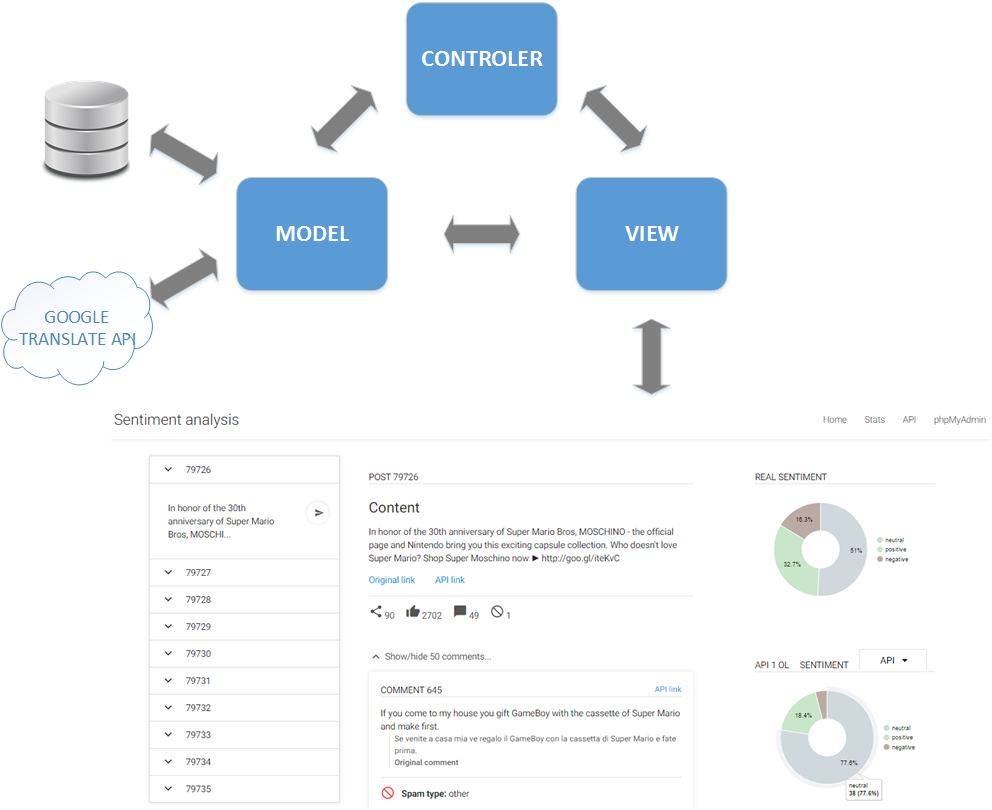 CONTROLER
MODEL
VIEW
GOOGLE
TRANSLATE API
Sentiment analysis
Home Stats API phpMyAdmin
79726
In honor of the 30th
anniversary of Super Mario
Bros, MOSCHI...
79727
79728
79729
79730
79731
79732
79733
79734
79735
POST 79726
Content
In honor of the 30th anniversary of Super Mario Bros, MOSCHINO - the official
page and Nintendo bring you this exciting capsule collection. Who doesn't love
Super Mario? Shop Super Moschino now ► http://goo.gl/iteKvC
Original link API link
90 2702 49 1
Show/hide 50 comments...
COMMENT 645 API link
If you come to my house you gift GameBoy with the cassette of Super Mario
and make first.
Se venite a casa mia ve regalo il GameBoy con la cassetta di Super Mario e fate
prima.
Original comment
Spam type: other
REAL SENTIMENT
16.3%
51%
32.7%
neutral
positive
negative
API 1 OL SENTIMENT API
18.4%
77.6%
neutral
positive
negative
neutral
38 (77.6%)